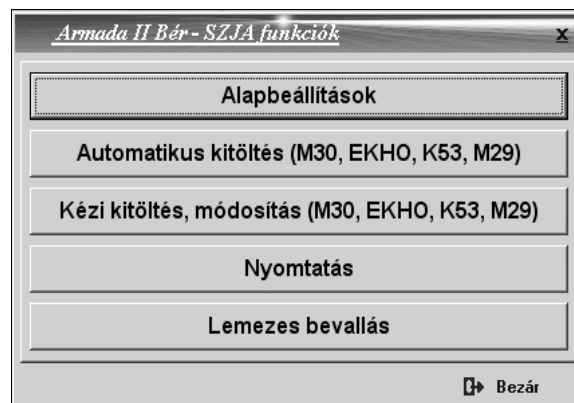 Armada II Bér - SZJA funkciók
x
Alapbeállítások
Automatikus kitöltés (M30, EKHO, K53, M29)
Kézi kitöltés, módosítás (M30, EKHO, K53, M29)
Nyomtatás
Lemezes bevallás
Bezár